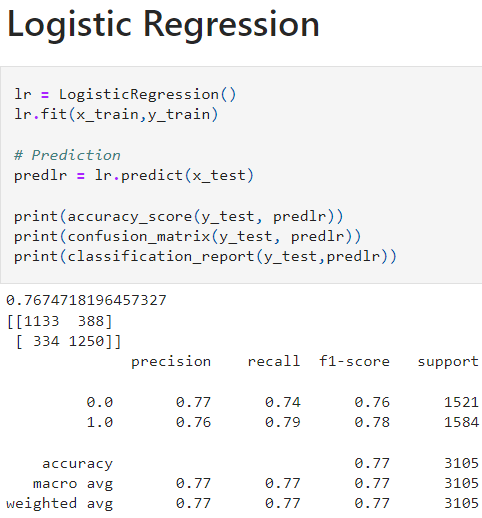 Logistic Regression
lr = LogisticRegression()
lr.fit(x_train,y_train)
# Prediction
predlr = lr.predict(x_test)
print(accuracy_score(y_test, predlr))
print(confusion_matrix(y_test, predlr))
print(classification_report(y_test,predlr))
0.7674718196457327
[[1133  388]
 [ 334 1250]]
              precision    recall  f1-score   support
         0.0       0.77      0.74      0.76      1521
         1.0       0.76      0.79      0.78      1584
    accuracy                           0.77      3105
   macro avg       0.77      0.77      0.77      3105
weighted avg       0.77      0.77      0.77      3105